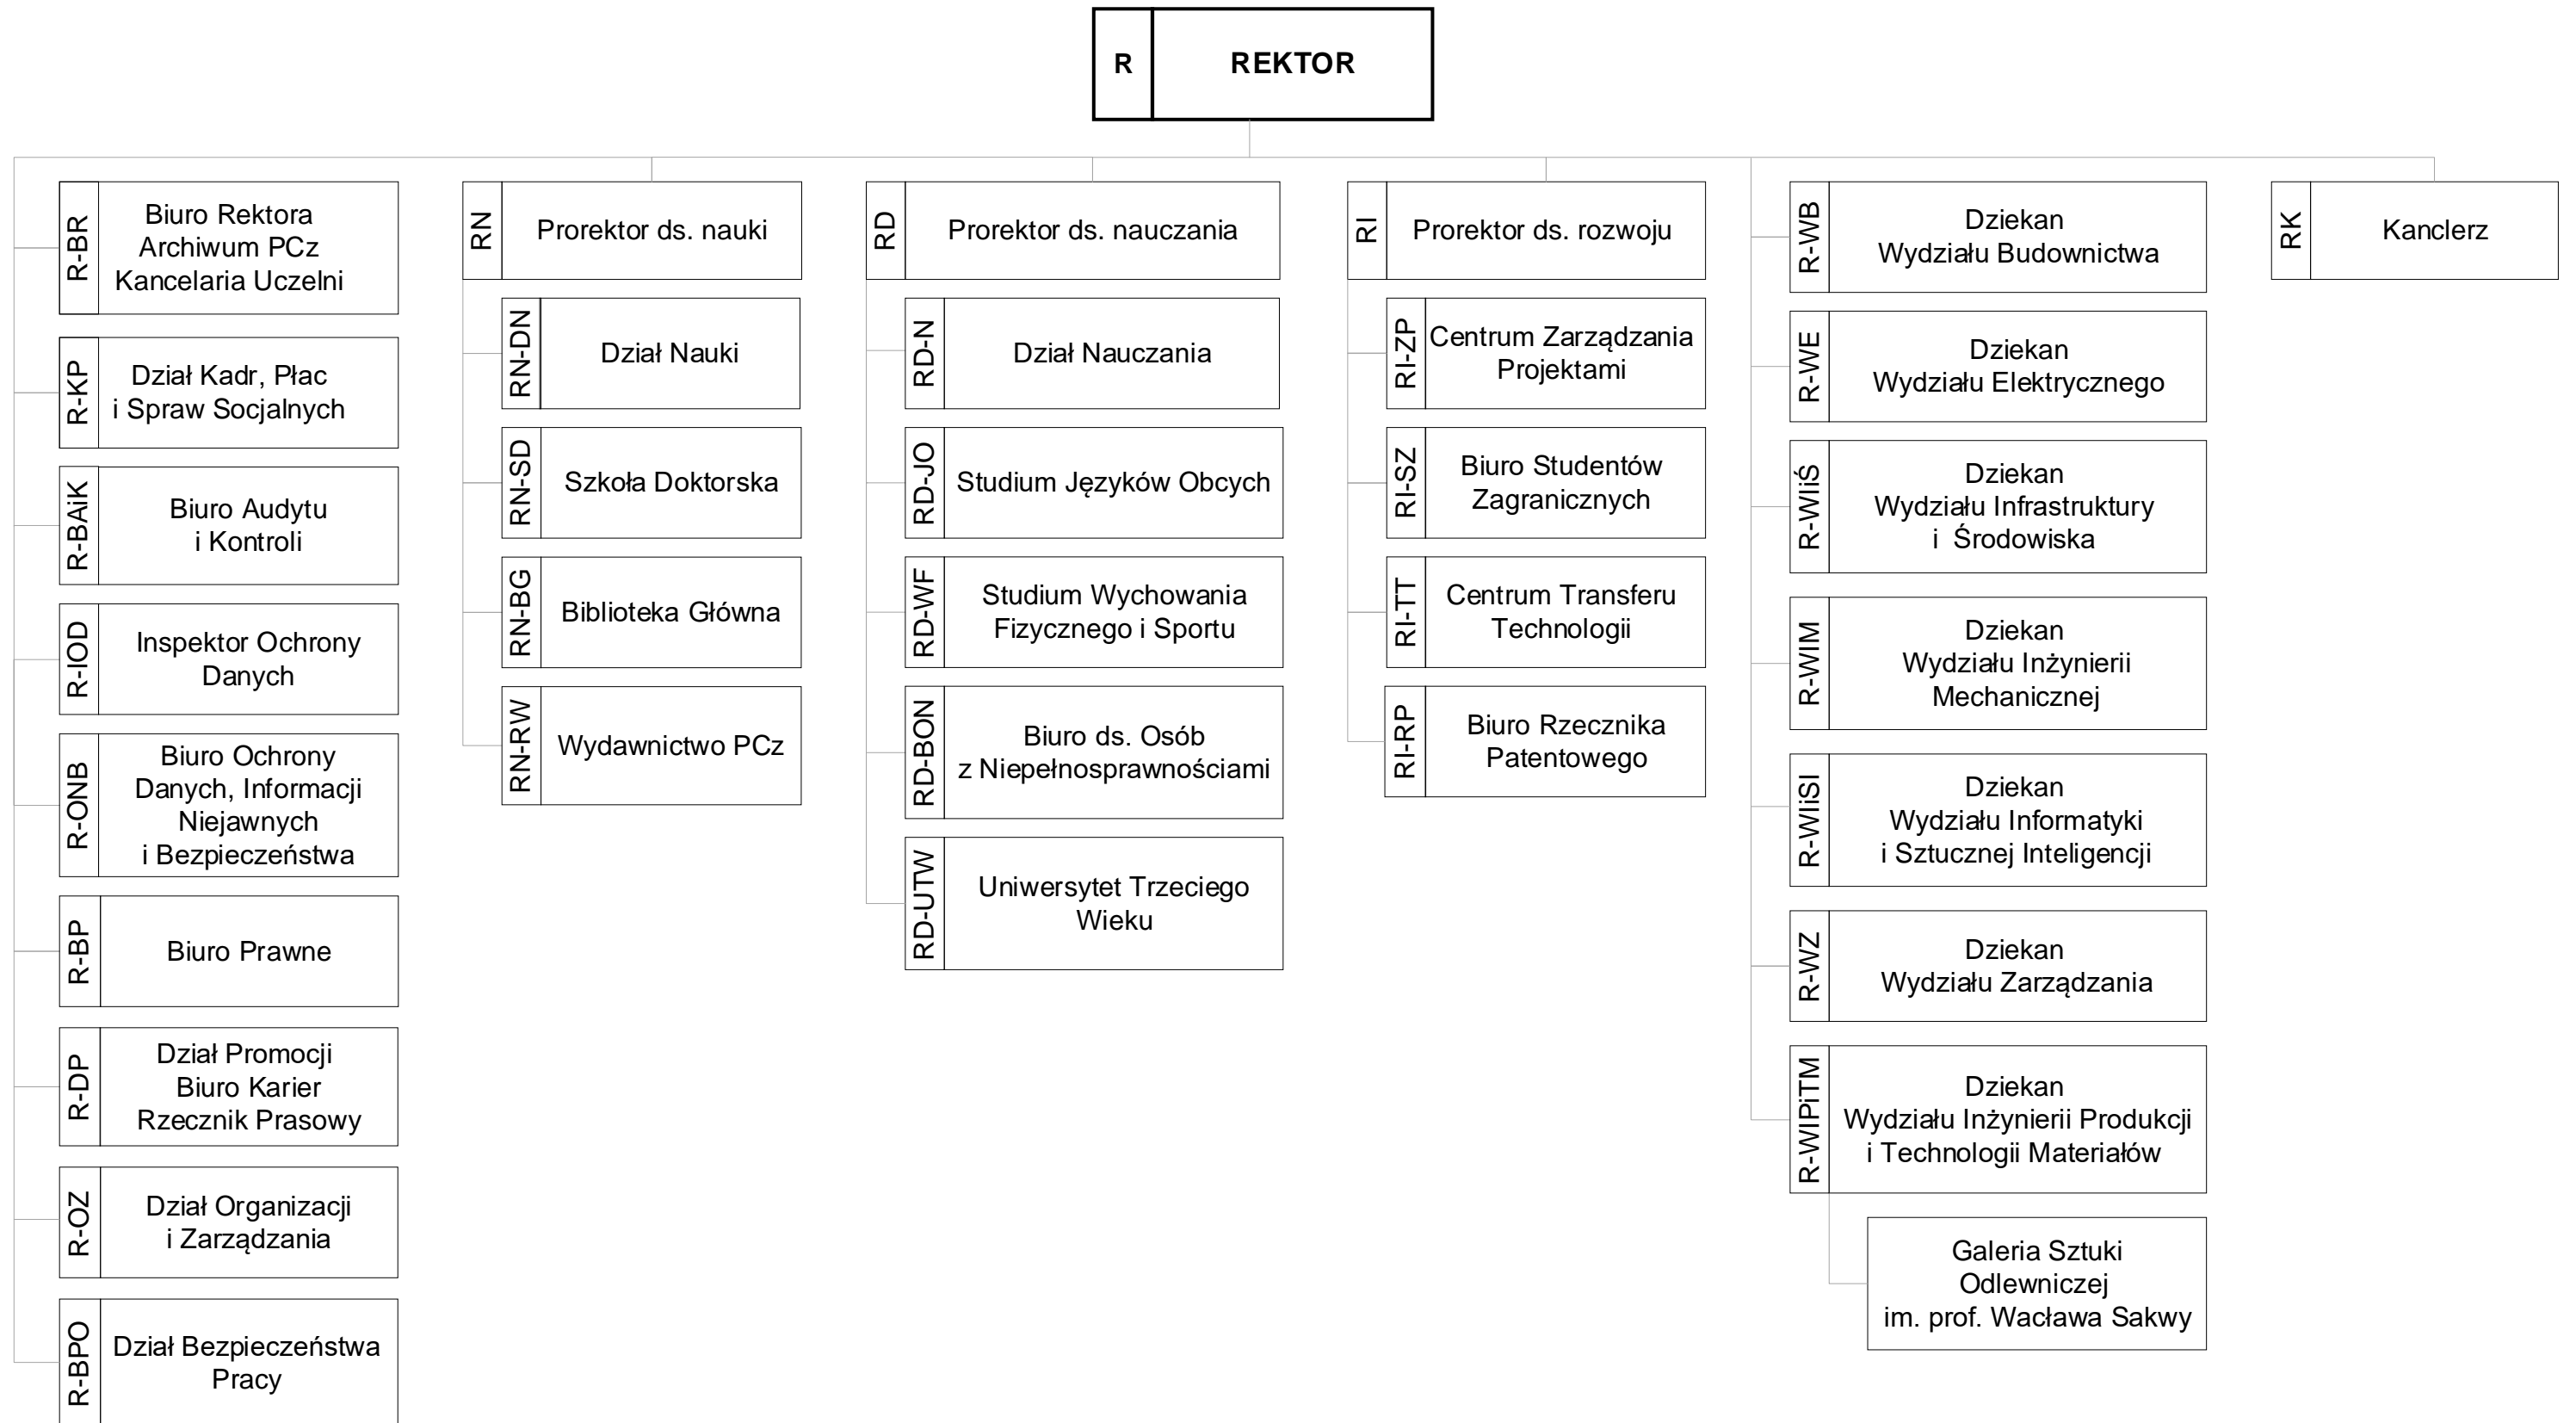 R
REKTOR
R-BR
Biuro Rektora
Archiwum PCz
Kancelaria Uczelni
R-KP
Dział Kadr, Płac
i Spraw Socjalnych
R-BAiK
Biuro Audytu
i Kontroli
R-IOD
Inspektor Ochrony
Danych
R-ONB
Biuro Ochrony
Danych, Informacji
Niejawnych
i Bezpieczeństwa
R-BP
Biuro Prawne
R-DP
Dział Promocji
Biuro Karier
Rzecznik Prasowy
R-OZ
Dział Organizacji
i Zarządzania
R-BPO
Dział Bezpieczeństwa
Pracy
RN
Prorektor ds. nauki
RN-DN
Dział Nauki
RN-SD
Szkoła Doktorska
RN-BG
Biblioteka Główna
RN-RW
Wydawnictwo PCz
RD
Prorektor ds. nauczania
RD-N
Dział Nauczania
RD-JO
Studium Języków Obcych
RD-WF
Studium Wychowania
Fizycznego i Sportu
RD-BON
Biuro ds. Osób
z Niepełnosprawnościami
RD-UTW
Uniwersytet Trzeciego
Wieku
RI
Prorektor ds. rozwoju
RI-ZP
Centrum Zarządzania
Projektami
RI-SZ
Biuro Studentów
Zagranicznych
RI-TT
Centrum Transferu
Technologii
RI-RP
Biuro Rzecznika
Patentowego
R-WB
Dziekan
Wydziału Budownictwa
R-WE
Dziekan
Wydziału Elektrycznego
R-WIiŚ
Dziekan
Wydziału Infrastruktury
i Środowiska
R-WIM
Dziekan
Wydziału Inżynierii
Mechanicznej
R-WIiSI
Dziekan
Wydziału Informatyki
i Sztucznej Inteligencji
R-WZ
Dziekan
Wydziału Zarządzania
R-WIPiTM
Dziekan
Wydziału Inżynierii Produkcji
i Technologii Materiałów
Galeria Sztuki
Odlewniczej
im. prof. Wacława Sakwy
RK
Kanclerz